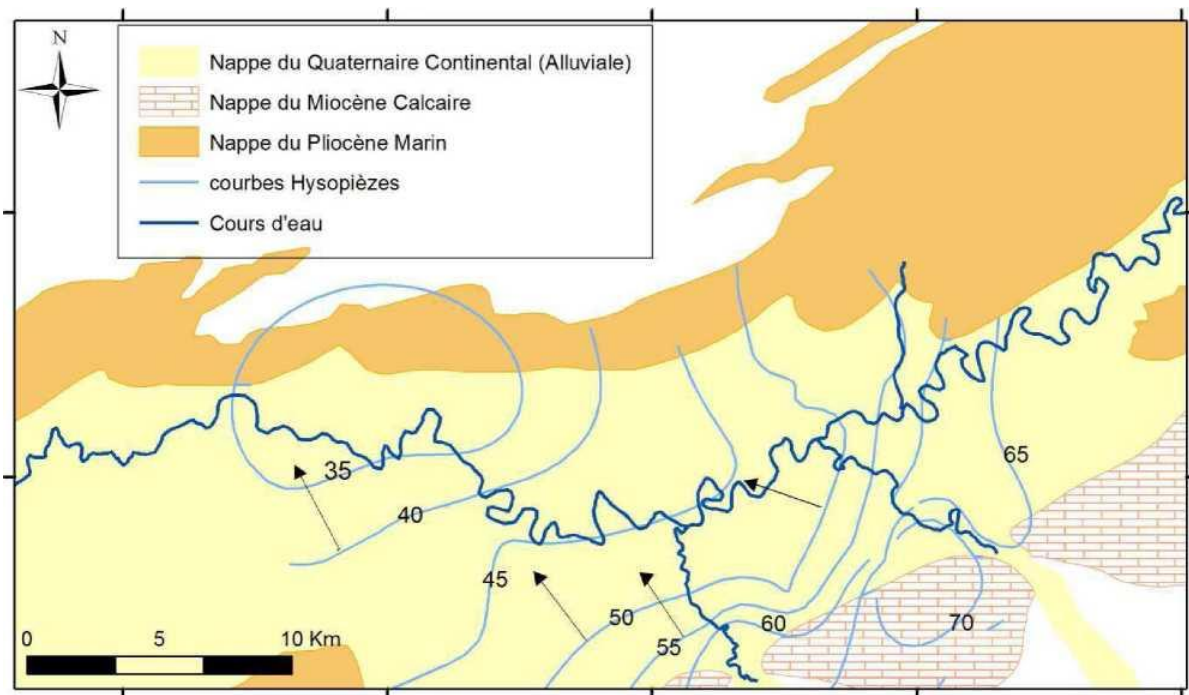 N
Nappe du Quaternaire Continental (Alluviale)
Nappe du Miocène Calcaire
Nappe du Pliocène Marin
courbes Hysopièzes
Cours d'eau
65
35
40
45
50
55
60
70
0 5 10 Km